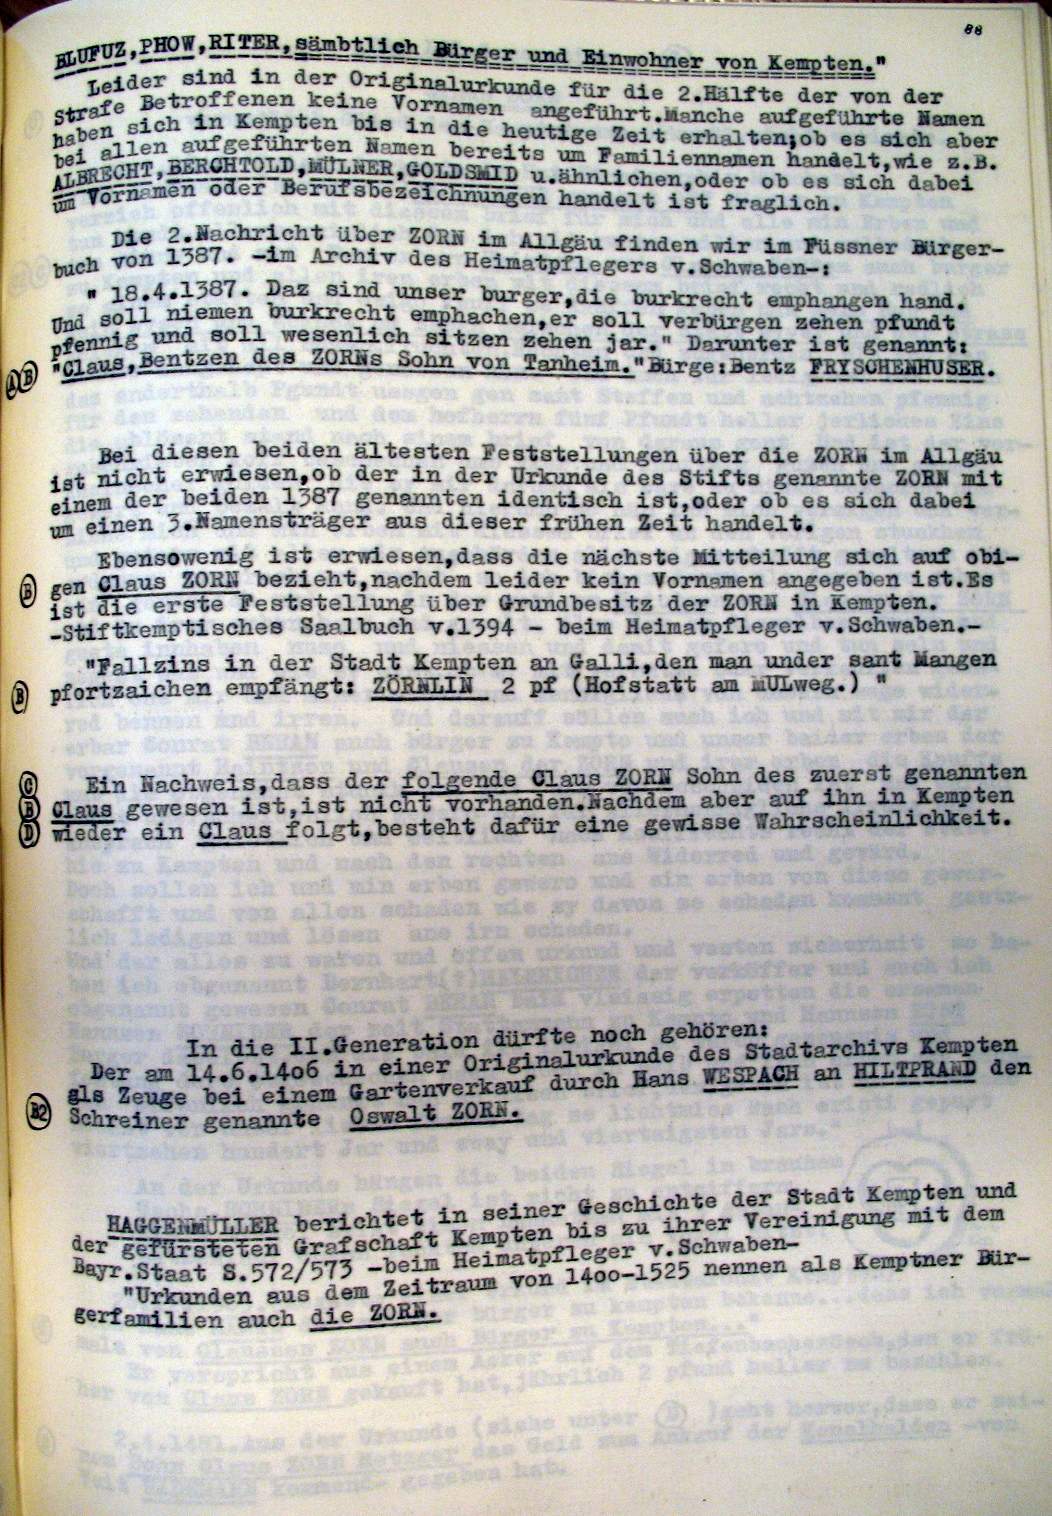 88
BLUFUZ,PHOW,RITER,sämbtlich Bürger und Einwohner von Kempten."
Leider sind in der Originalurkunde für die 2.Hälfte der von der
Strafe Betroffenen keine Vornamen angeführt.Manche aufgeführte Namen
haben sich in Kempten bis in die heutige Zeit erhalten;ob es sich aber
bei allen aufgeführten Namen bereits um Familiennamen handelt,wie z.B.
ALBRECHT,BERCHTOLD,MÜLNER,GOLDSMID u.ähnlichen,oder ob es sich dabei
um Vornamen oder Berufsbezeichnungen handelt ist fraglich.
Die 2.Nachricht über ZORN im Allgäu finden wir im Füssner Bürger-
buch von 1387. -im Archiv des Heimatpflegers v.Schwaben-:
" 18.4.1387. Daz sind unser burger,die burkrecht emphangen hand.
Und soll niemen burkrecht emphachen,er soll verbürgen zehen pfundt
pfennig und soll wesenlich sitzen zehen jar." Darunter ist genannt:
A B "Claus,Bentzen des ZORNs Sohn von Tanheim."Bürge:Bentz FRYSCHENHUSER.
Bei diesen beiden ältesten Feststellungen über die ZORN im Allgäu
ist nicht erwiesen,ob der in der Urkunde des Stifts genannte ZORN mit
einem der beiden 1387 genannten identisch ist,oder ob es sich dabei
um einen 3.Namensträger aus dieser frühen Zeit handelt.
Ebensowenig ist erwiesen,dass die nächste Mitteilung sich auf obi-
B gen Claus ZORN bezieht,nachdem leider kein Vornamen angegeben ist.Es
ist die erste Feststellung über Grundbesitz der ZORN in Kempten.
-Stiftkemptisches Saalbuch v.1394 - beim Heimatpfleger v.Schwaben.-
"Fallzins in der Stadt Kempten an Galli,den man under sant Mangen
B pfortzaichen empfängt: ZÖRNLIN 2 pf (Hofstatt am MULweg.) "
C Ein Nachweis,dass der folgende Claus ZORN Sohn des zuerst genannten
B Claus gewesen ist,ist nicht vorhanden.Nachdem aber auf ihn in Kempten
D wieder ein Claus folgt,besteht dafür eine gewisse Wahrscheinlichkeit.
In die II.Generation dürfte noch gehören:
Der am 14.6.14o6 in einer Originalurkunde des Stadtarchivs Kempten
als Zeuge bei einem Gartenverkauf durch Hans WESPACH an HILTPRAND den
B2 Schreiner genannte Oswalt ZORN.
HAGGENMÜLLER berichtet in seiner Geschichte der Stadt Kempten und
der gefürsteten Grafschaft Kempten bis zu ihrer Vereinigung mit dem
Bayr.Staat S.572/573 -beim Heimatpfleger v.Schwaben-
"Urkunden aus dem Zeitraum von 14oo-1525 nennen als Kemptner Bür-
gerfamilien auch die ZORN.